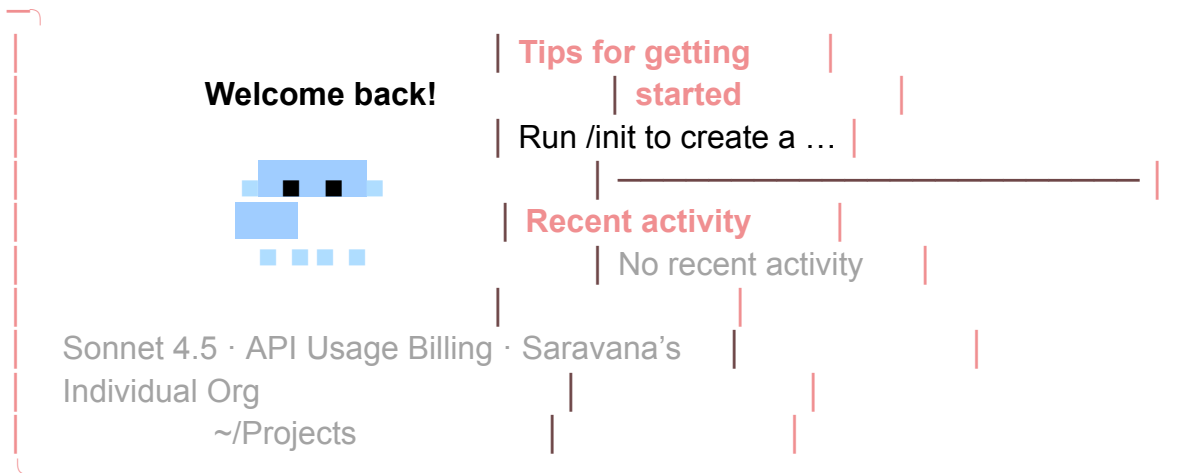 Tips for getting
Welcome back! started
Run /init to create a …
Recent activity
No recent activity
Sonnet 4.5 · API Usage Billing · Saravana’s
Individual Org
~/Projects